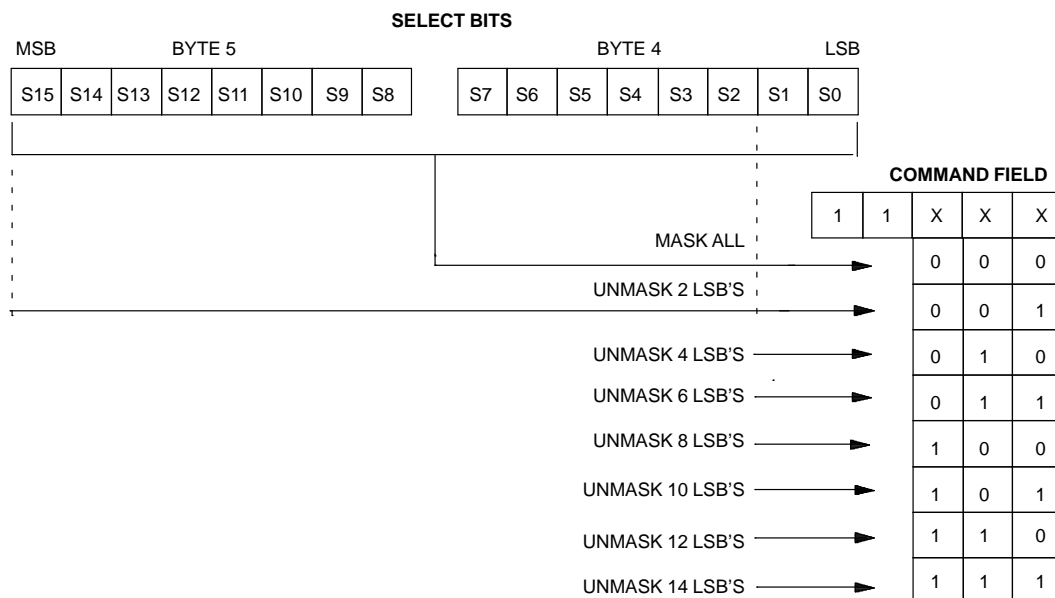 SELECT BITS
MSB BYTE 5 BYTE 4 LSB
S15 S14 S13 S12 S11 S10 S9 S8 S7 S6 S5 S4 S3 S2 S1 S0
COMMAND FIELD
1 1 X X X
MASK ALL
0 0 0
UNMASK 2 LSB'S
0 0 1
UNMASK 4 LSB'S 0 1 0
UNMASK 6 LSB'S 0 1 1
UNMASK 8 LSB'S 1 0 0
UNMASK 10 LSB'S 1 0 1
UNMASK 12 LSB'S 1 1 0
UNMASK 14 LSB'S 1 1 1